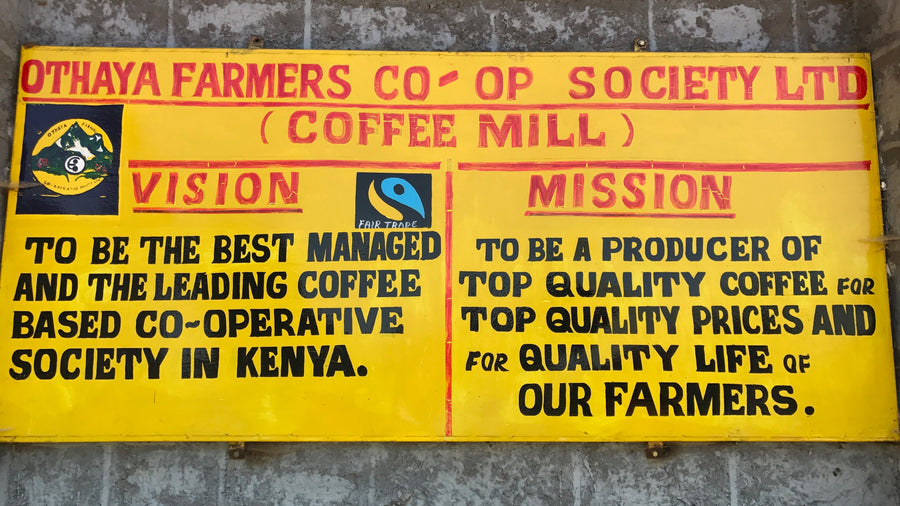 OTHAYA FARMERS CO-OP SOCIETY LTD
(COFFEE MILL)
VISION
FAIR TRADE
TO BE THE BEST MANAGED
AND THE LEADING COFFEE
BASED CO-OPERATIVE
SOCIETY IN KENYA.
MISSION
TO BE A PRODUCER OF
TOP QUALITY COFFEE FOR
TOP QUALITY PRICES AND
FOR QUALITY LIFE OF
OUR FARMERS.